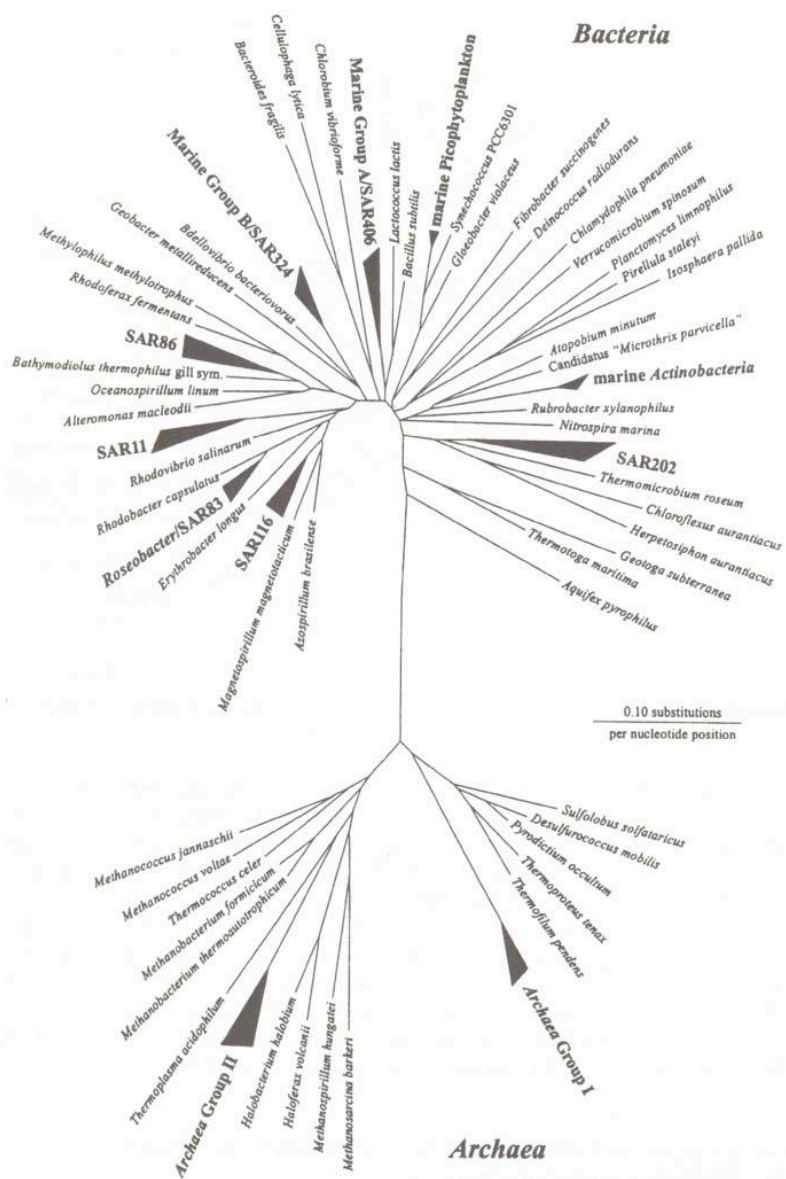 Bacteria
Cellulophaga lytica
Bacteroides fragilis
Chlorobium vibrioforme
Marine Group A/SAR406
Lactococcus lactis
Bacillus subtilis
marine Picophytoplankton
Synechococcus PCC6301
Gloeobacter violaceus
Fibrobacter succinogenes
Deinococcus radiodurans
Chlamydophila pneumoniae
Verrucomicrobium spinosum
Planctomyces limnophilus
Pirellula staleyi
Isosphaera pallida
Atopobium minutum
Candidatus "Microthrix parvicella"
marine Actinobacteria
Rubrobacter xylanophilus
Nitrospira marina
SAR202
Thermomicrobium roseum
Chloroflexus aurantiacus
Herpetosiphon aurantiacus
Geotoga subterranea
Thermotoga maritima
Aquifex pyrophilus
Marine Group B/SAR324
Bdellovibrio bacteriovorus
Geobacter metallireducens
Methylophilus methylotrophus
Rhodoferax fermentans
SAR86
Bathymodiolus thermophilus gill sym.
Oceanospirillum linum
Alteromonas macleodii
SAR11
Rhodovibrio salinarum
Rhodobacter capsulatus
Roseobacter/SAR83
Erythrobacter longus
SAR116
Magnetospirillum magnetotacticum
Azospirillum brasilense
0.10 substitutions
per nucleotide position
Methanococcus jannaschii
Methanococcus voltae
Thermococcus celer
Methanobacterium formicicum
Methanobacterium thermoautotrophicum
Thermoplasma acidophilum
Archaea Group II
Halobacterium halobium
Haloferax volcanii
Methanospirillum hungatei
Methanosarcina barkeri
Sulfolobus solfataricus
Desulfurococcus mobilis
Pyrodictium occultum
Thermoproteus tenax
Thermofilum pendens
Archaea Group I
Archaea